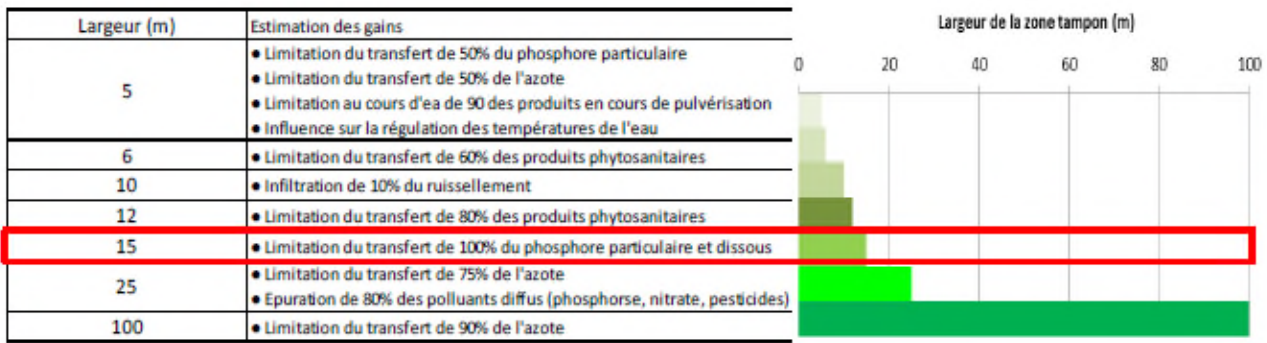 Largeur (m) Estimation des gains
5
● Limitation du transfert de 50% du phosphore particulaire
● Limitation du transfert de 50% de l'azote
● Limitation au cours d'ea de 90 des produits en cours de pulvérisation
● Influence sur la régulation des températures de l'eau
6 ● Limitation du transfert de 60% des produits phytosanitaires
10 ● Infiltration de 10% du ruissellement
12 ● Limitation du transfert de 80% des produits phytosanitaires
15 ● Limitation du transfert de 100% du phosphore particulaire et dissous
25
● Limitation du transfert de 75% de l'azote
● Epuration de 80% des polluants diffus (phosphorse, nitrate, pesticides)
100 ● Limitation du transfert de 90% de l'azote
Largeur de la zone tampon (m)
0 20 40 60 80 100